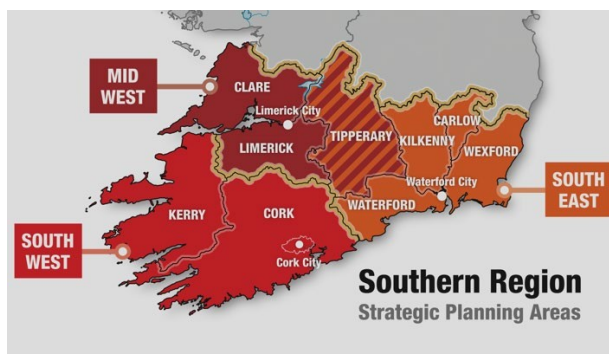 MID
WEST
CLARE
Limerick City
LIMERICK
TIPPERARY
CARLOW
KILKENNY
WEXFORD
Waterford City
WATERFORD
SOUTH
EAST
KERRY
CORK
Cork City
SOUTH
WEST
Southern Region
Strategic Planning Areas